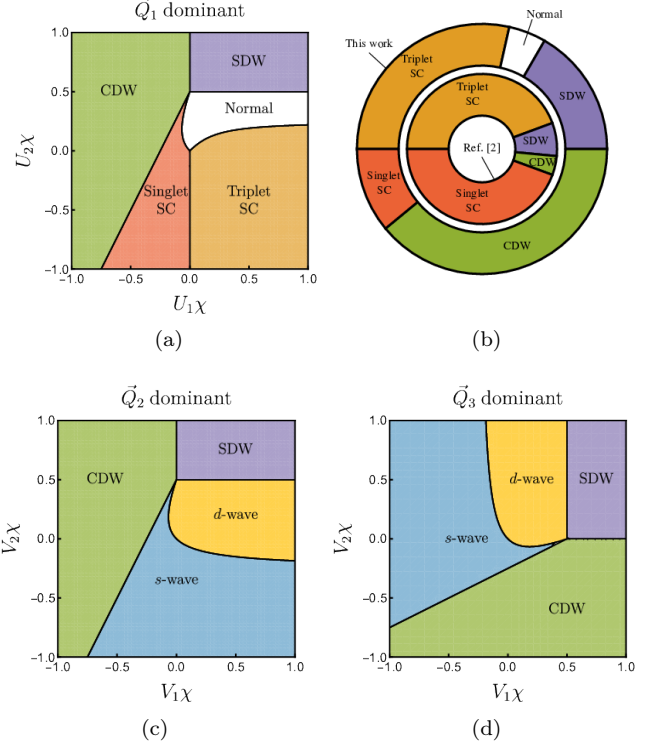 Q⃗₁ dominant
CDW
SDW
Normal
Singlet
SC
Triplet
SC
1.0
0.5
0.0
−0.5
−1.0
−1.0
−0.5
0.0
0.5
1.0
U₂χ
U₁χ
(a)
Normal
This work
Triplet
SC
SDW
Triplet
SC
SDW
Ref. [2]
CDW
Singlet
SC
Singlet
SC
CDW
(b)
Q⃗₂ dominant
CDW
SDW
d-wave
s-wave
1.0
0.5
0.0
−0.5
−1.0
−1.0
−0.5
0.0
0.5
1.0
V₂χ
V₁χ
(c)
Q⃗₃ dominant
d-wave
SDW
s-wave
CDW
1.0
0.5
0.0
−0.5
−1.0
−1.0
−0.5
0.0
0.5
1.0
V₂χ
V₁χ
(d)